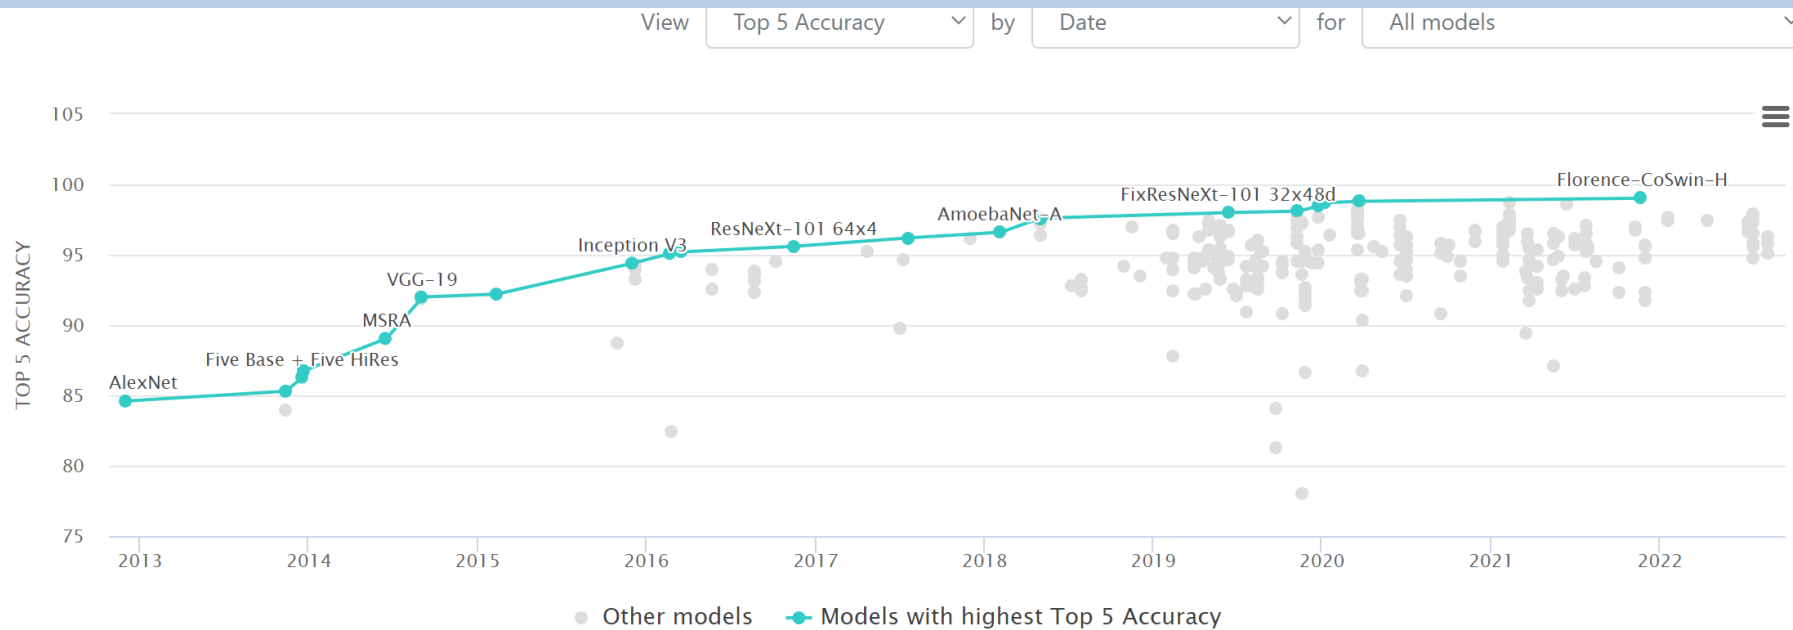 View Top 5 Accuracy by Date for All models
105
100
95
90
85
80
75
TOP 5 ACCURACY
AlexNet
Five Base + Five HiRes
MSRA
VGG-19
Inception V3
ResNeXt-101 64x4
AmoebaNet-A
FixResNeXt-101 32x48d
Florence-CoSwin-H
2013 2014 2015 2016 2017 2018 2019 2020 2021 2022
Other models Models with highest Top 5 Accuracy